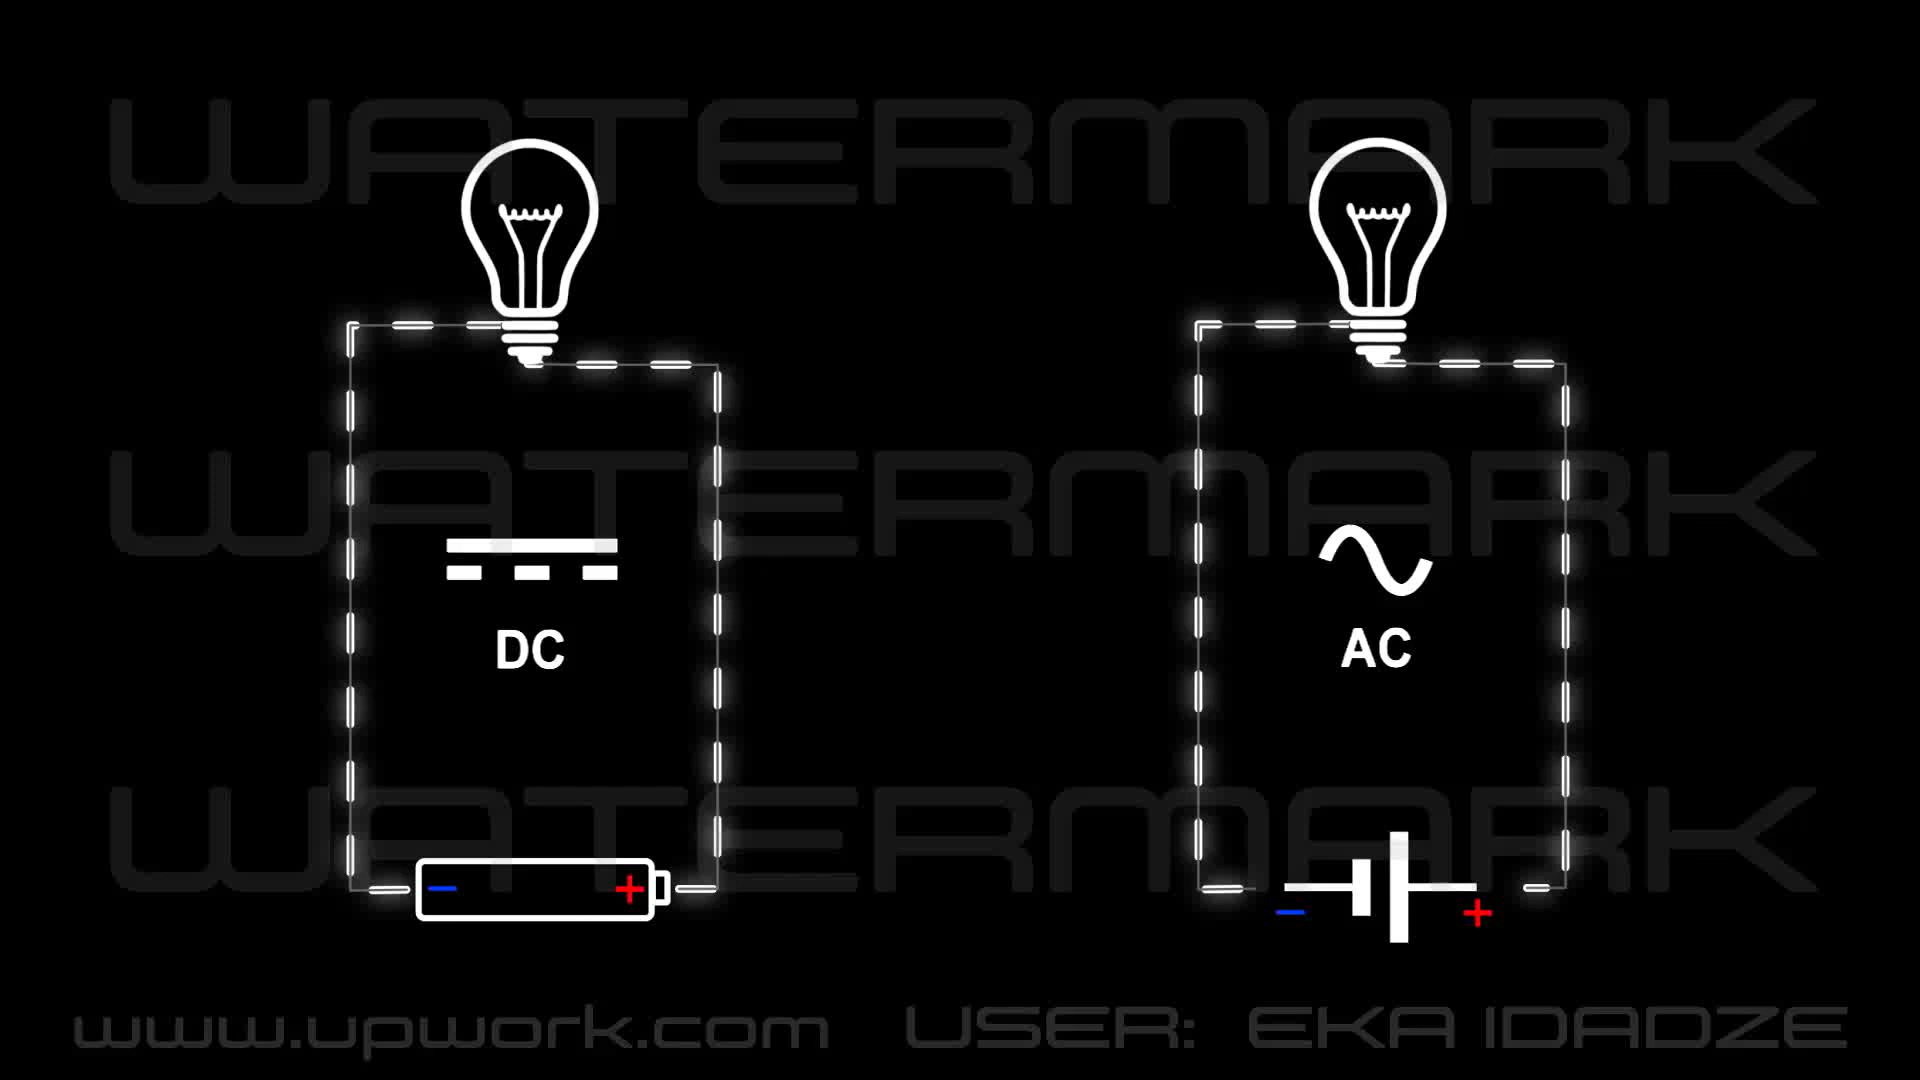 WATERMARK
WATERMARK
DC
AC
WATERMARK
− +
− +
www.upwork.com USER: EKA IDADZE